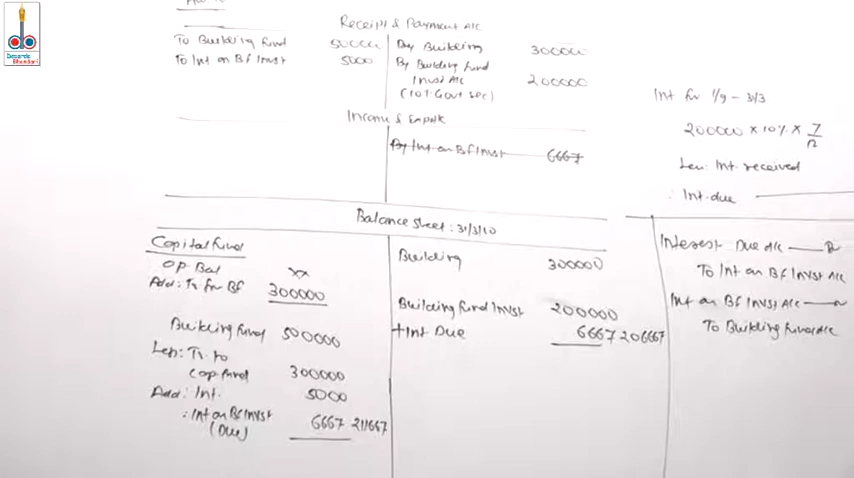 Receipt & Payment A/c
To Building Fund 500000 By Building 300000
To Int on BF Invst 5000 By Building Fund
Invst A/c 200000
(10% Govt Sec)
Int for 1/9 - 31/3
Income & Expdr
200000 x 10% x 7/12
By Int on BF Invst 6667
Less: Int. received
Int. due
Balance Sheet: 31/3/10
Capital Fund
Op. Bal xx
Add: Tr. for BF 300000
Building Fund 500000
Less: Tr. to
Cap. Fund 300000
Add: Int. 5000
: Int on BF Invst 6667 211667
(Due)
Building 300000
Building Fund Invst 200000
+ Int Due 6667 206667
Interest Due A/c Dr
To Int on BF Invst A/c
Int on BF Invst A/c
To Building Fund A/c